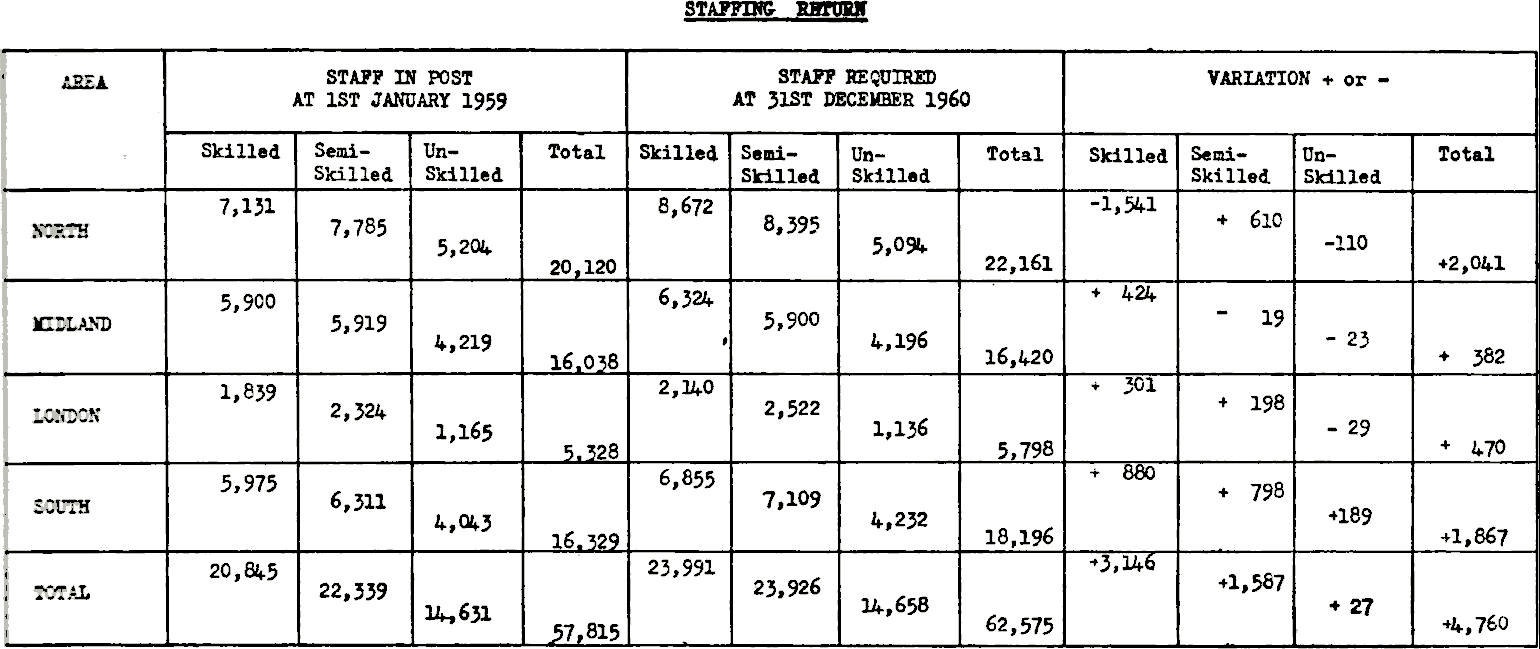 STAFFING RETURN
AREA STAFF IN POST AT 1ST JANUARY 1959 STAFF REQUIRED AT 31ST DECEMBER 1960 VARIATION + or -
Skilled Semi-Skilled Un-Skilled Total Skilled Semi-Skilled Un-Skilled Total Skilled Semi-Skilled Un-Skilled Total
NORTH 7,131 7,785 5,204 20,120 8,672 8,395 5,094 22,161 -1,541 + 610 -110 +2,041
MIDLAND 5,900 5,919 4,219 16,038 6,324 5,900 4,196 16,420 + 424 - 19 - 23 + 382
LONDON 1,839 2,324 1,165 5,328 2,140 2,522 1,136 5,798 + 301 + 198 - 29 + 470
SOUTH 5,975 6,311 4,043 16,329 6,855 7,109 4,232 18,196 + 880 + 798 +189 +1,867
TOTAL 20,845 22,339 14,631 57,815 23,991 23,926 14,658 62,575 +3,146 +1,587 + 27 +4,760